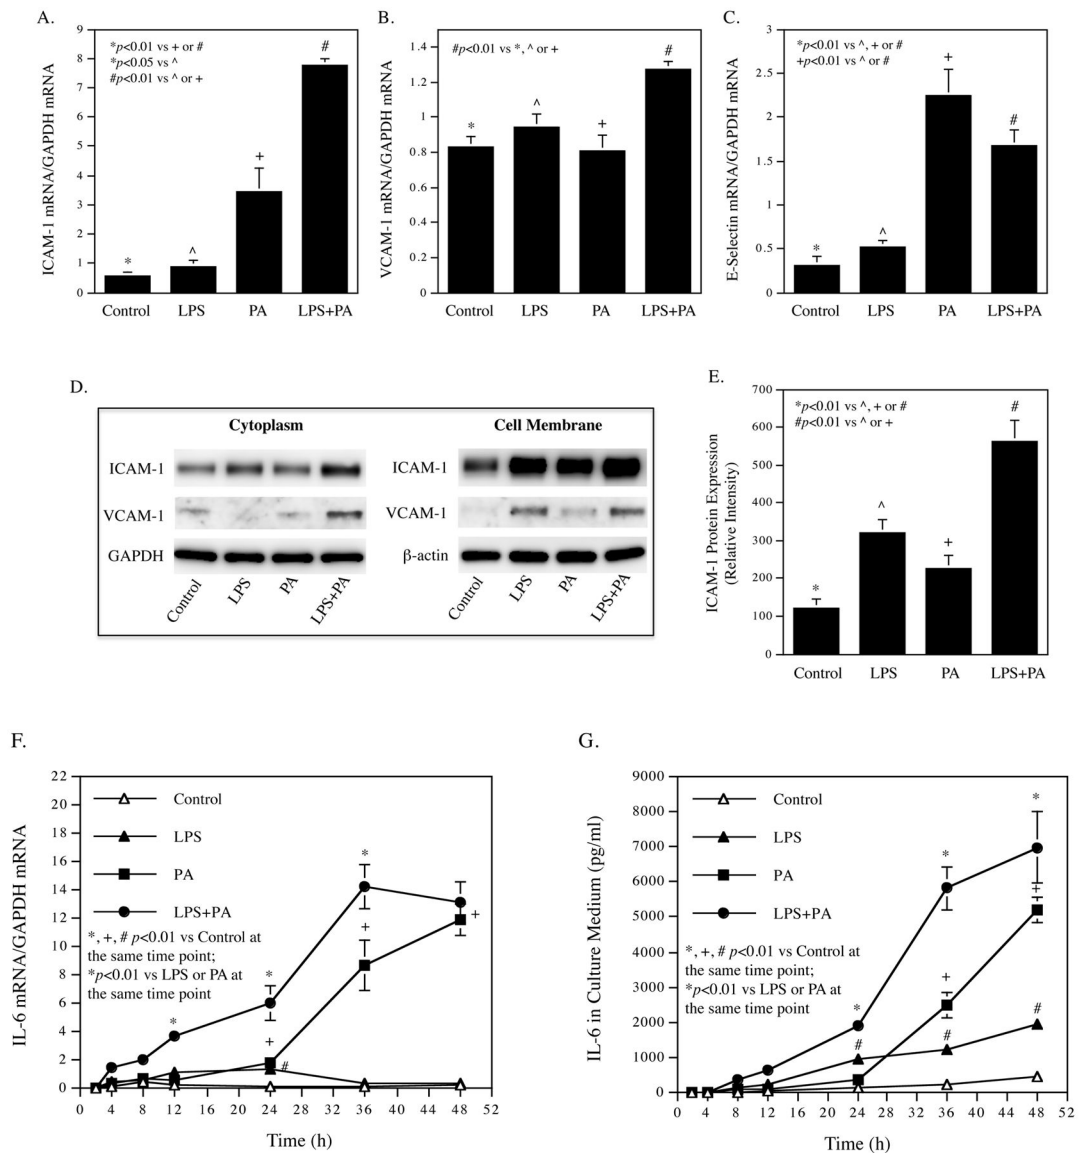 A.
9
8
7
6
5
4
3
2
1
0
ICAM-1 mRNA/GAPDH mRNA
*p<0.01 vs + or #
*p<0.05 vs ^
#p<0.01 vs ^ or +
*
^
+
#
Control LPS PA LPS+PA
B.
1.4
1.2
1
0.8
0.6
0.4
0.2
0
VCAM-1 mRNA/GAPDH mRNA
#p<0.01 vs *, ^ or +
*
^
+
#
Control LPS PA LPS+PA
C.
3
2.5
2
1.5
1
0.5
0
E-Selectin mRNA/GAPDH mRNA
*p<0.01 vs ^, + or #
+p<0.01 vs ^ or #
*
^
+
#
Control LPS PA LPS+PA
D.
Cytoplasm
ICAM-1
VCAM-1
GAPDH
Control LPS PA LPS+PA
Cell Membrane
ICAM-1
VCAM-1
β-actin
Control LPS PA LPS+PA
E.
700
600
500
400
300
200
100
0
ICAM-1 Protein Expression
(Relative Intensity)
*p<0.01 vs ^, + or #
#p<0.01 vs ^ or +
*
^
+
#
Control LPS PA LPS+PA
F.
22
20
18
16
14
12
10
8
6
4
2
0
IL-6 mRNA/GAPDH mRNA
Control
LPS
PA
LPS+PA
*, +, # p<0.01 vs Control at
the same time point;
*p<0.01 vs LPS or PA at
the same time point
*
*
+
#
*
+
+
0 4 8 12 16 20 24 28 32 36 40 44 48 52
Time (h)
G.
9000
8000
7000
6000
5000
4000
3000
2000
1000
0
IL-6 in Culture Medium (pg/ml)
Control
LPS
PA
LPS+PA
*, +, # p<0.01 vs Control at
the same time point;
*p<0.01 vs LPS or PA at
the same time point
*
#
*
+
#
*
+
#
0 4 8 12 16 20 24 28 32 36 40 44 48 52
Time (h)